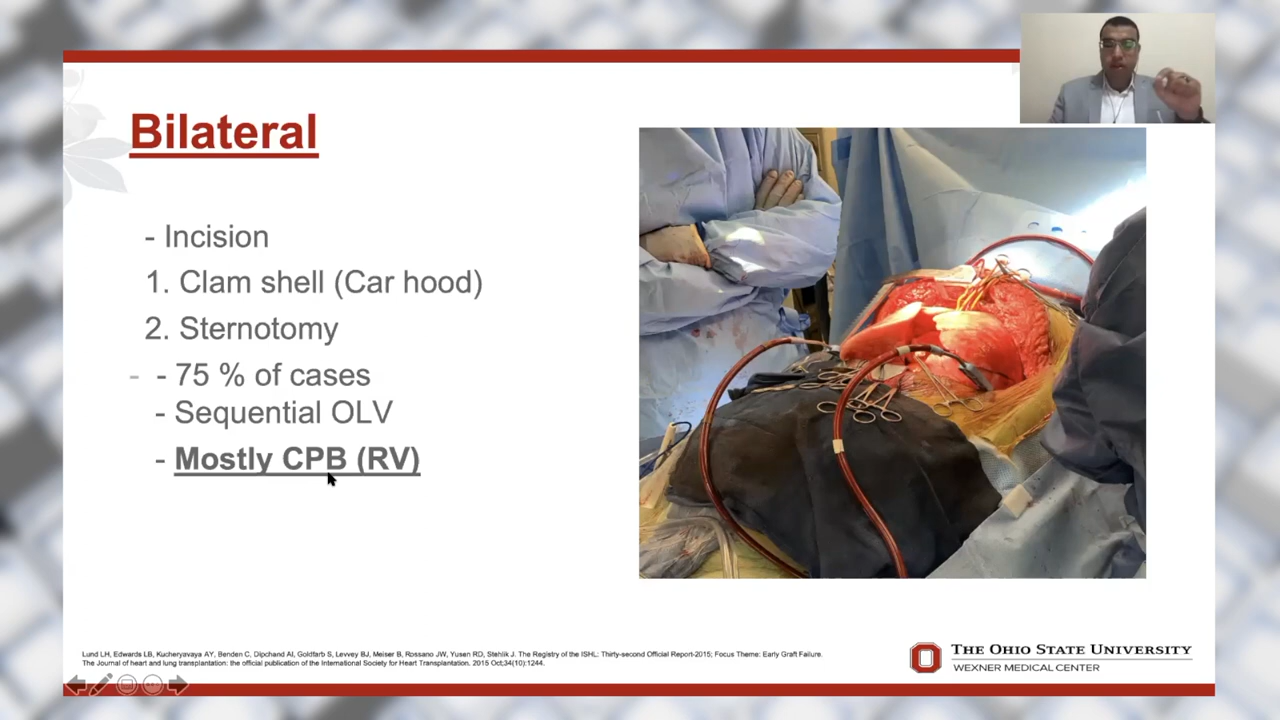 Bilateral
- Incision
1. Clam shell (Car hood)
2. Sternotomy
- - 75 % of cases
- Sequential OLV
- Mostly CPB (RV)
Lund LH, Edwards LB, Kucheryavaya AY, Benden C, Dipchand AI, Goldfarb S, Levvey BJ, Meiser B, Rossano JW, Yusen RD, Stehlik J. The Registry of the ISHL: Thirty-second Official Report-2015; Focus Theme: Early Graft Failure.
The Journal of heart and lung transplantation: the official publication of the International Society for Heart Transplantation. 2015 Oct;34(10):1244.
THE OHIO STATE UNIVERSITY
WEXNER MEDICAL CENTER